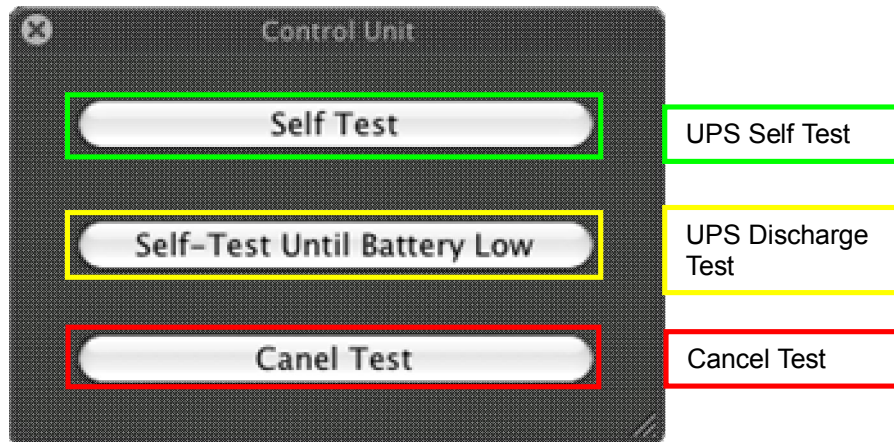 Control Unit
Self Test
UPS Self Test
Self-Test Until Battery Low
UPS Discharge
Test
Canel Test
Cancel Test